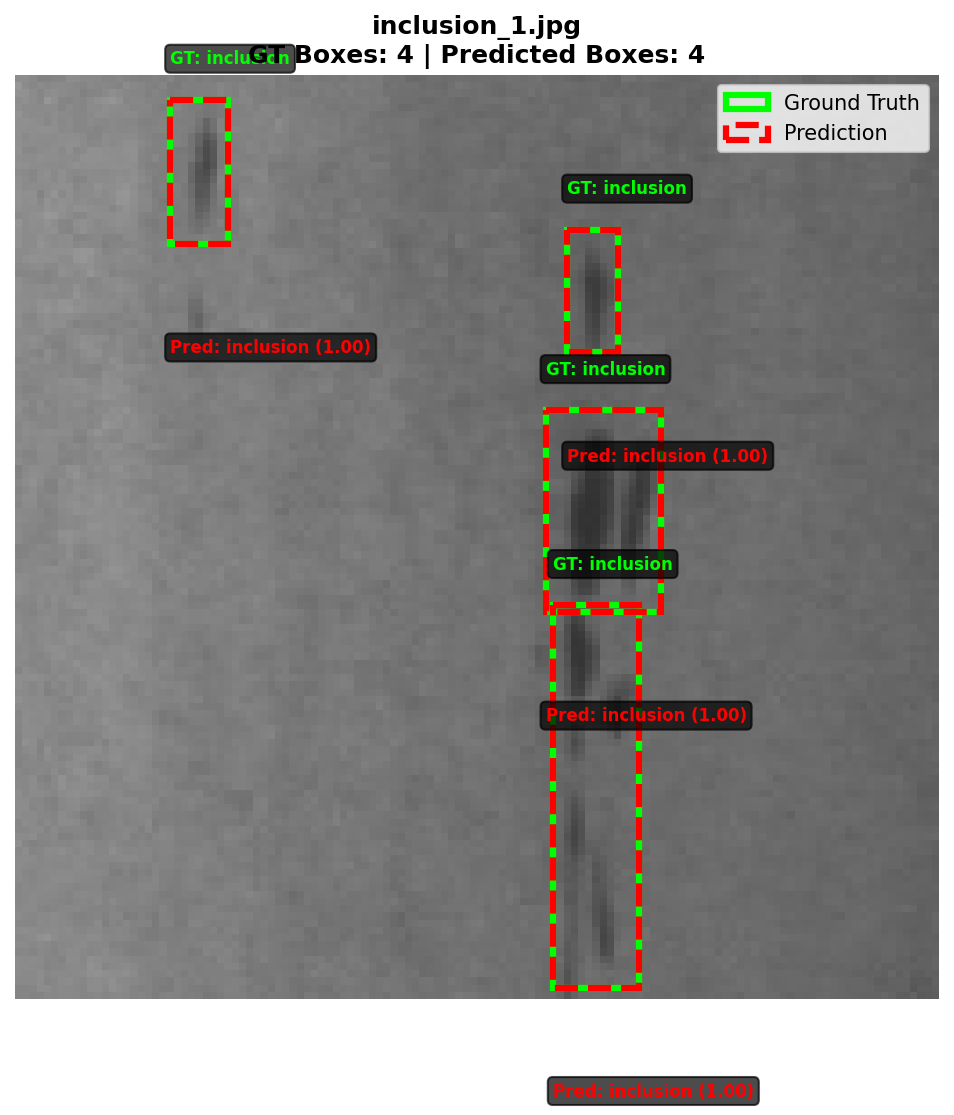 inclusion_1.jpg
GT Boxes: 4 | Predicted Boxes: 4
GT: inclusion
Ground Truth
Prediction
GT: inclusion
Pred: inclusion (1.00)
GT: inclusion
Pred: inclusion (1.00)
GT: inclusion
Pred: inclusion (1.00)
Pred: inclusion (1.00)